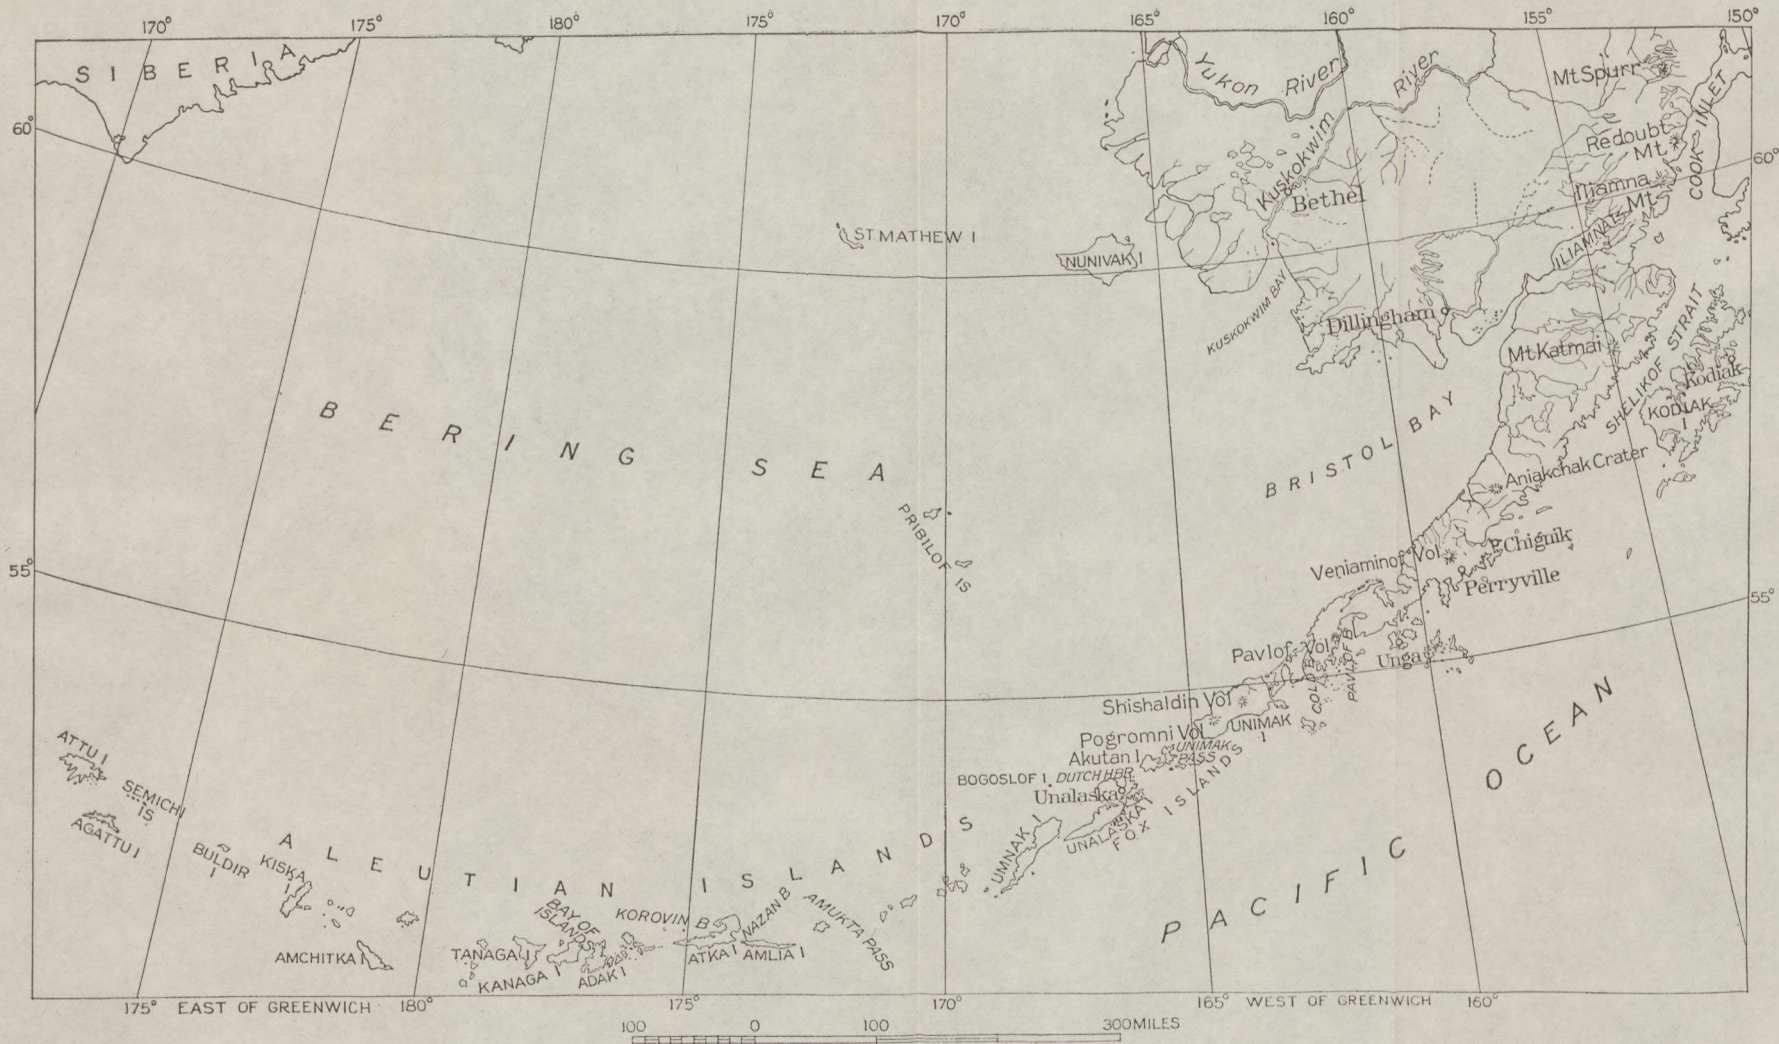 170° 175° 180° 175° 170° 165° 160° 155° 150°
SIBERIA
Yukon River
River
Mt Spurr
COOK INLET
60°
Redoubt
Mt.
60°
Kuskokwim
Iliamna
Mt.
Bethel
ST. MATHEW I
NUNIVAK I
ILIAMNA L
KUSKOKWIM BAY
Dillingham
SHELIKOF STRAIT
Mt Katmai
Kodiak
KODIAK
I
BERING SEA
BRISTOL BAY
Aniakchak Crater
PRIBILOF IS
Chignik
Veniaminof Vol
Perryville
55°
55°
Pavlof Vol
PAVLOF B
Unga
COLD B
Shishaldin Vol
UNIMAK
I
Pogromni Vol
UNIMAK
PASS
Akutan I
BOGOSLOF I
DUTCH HBR
Unalaska
UNALASKA I
FOX ISLANDS
UMNAK I
PACIFIC OCEAN
ATTU I
SEMICHI
IS
AGATTU I
BULDIR
I
KISKA
I
ALEUTIAN ISLANDS
AMCHITKA I
TANAGA I
KANAGA I
BAY OF
ISLANDS
ADAK I
KOROVIN B
ATKA I
NAZAN B
AMLIA I
AMUKTA PASS
175° EAST OF GREENWICH 180° 175° 170° 165° WEST OF GREENWICH 160°
100 0 100 300 MILES